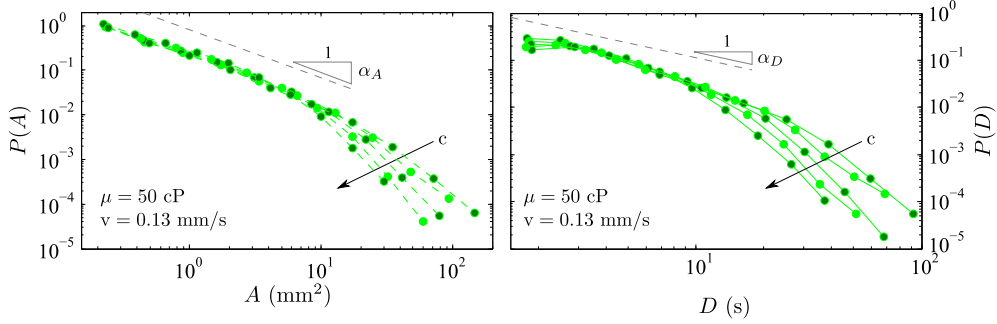 10^0
10^-1
10^-2
10^-3
10^-4
10^-5
P(A)
1
α_A
c
μ = 50 cP
v = 0.13 mm/s
10^0
10^1
10^2
A (mm^2)
1
α_D
c
μ = 50 cP
v = 0.13 mm/s
10^1
10^2
D (s)
10^0
10^-1
10^-2
10^-3
10^-4
10^-5
P(D)